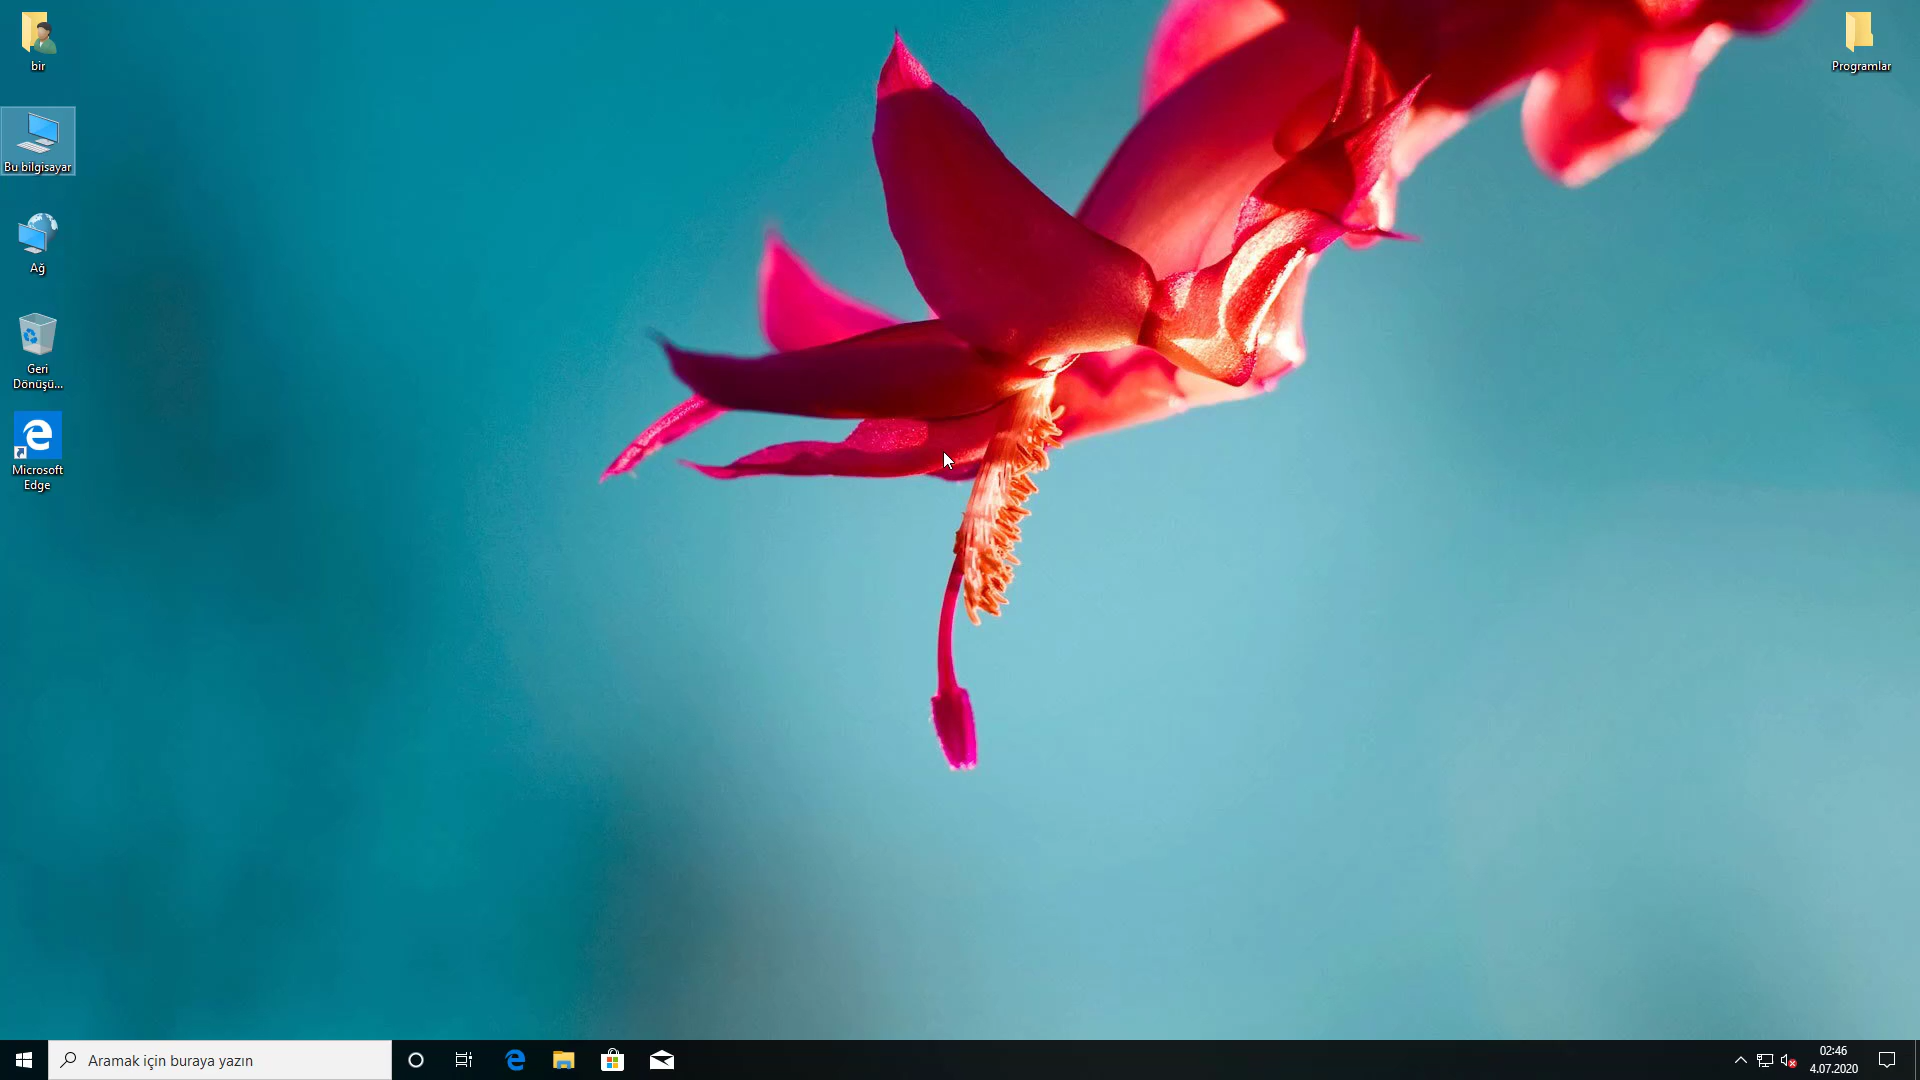 bir
Programlar
Bu bilgisayar
Ağ
Geri
Dönüşü...
Microsoft
Edge
Aramak için buraya yazın
02:46
4.07.2020